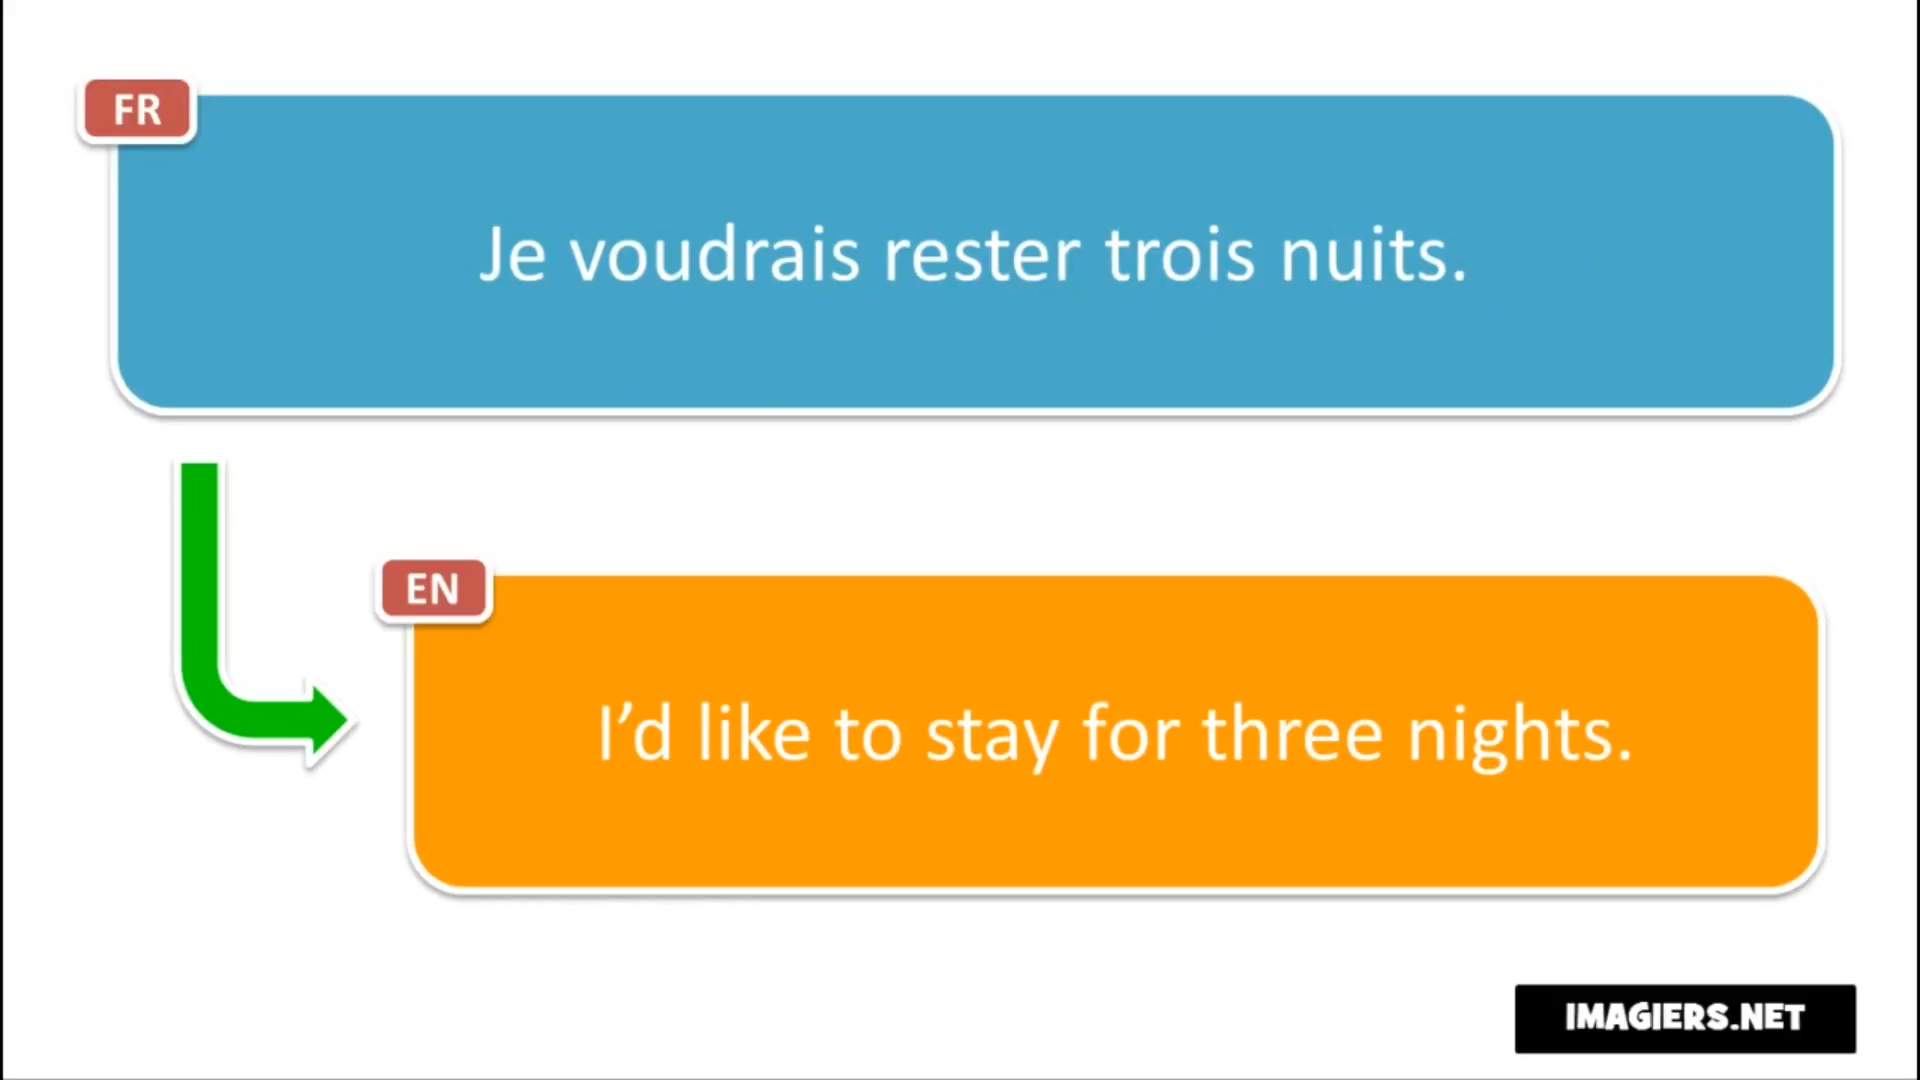 FR
Je voudrais rester trois nuits.
EN
I’d like to stay for three nights.
IMAGIERS.NET